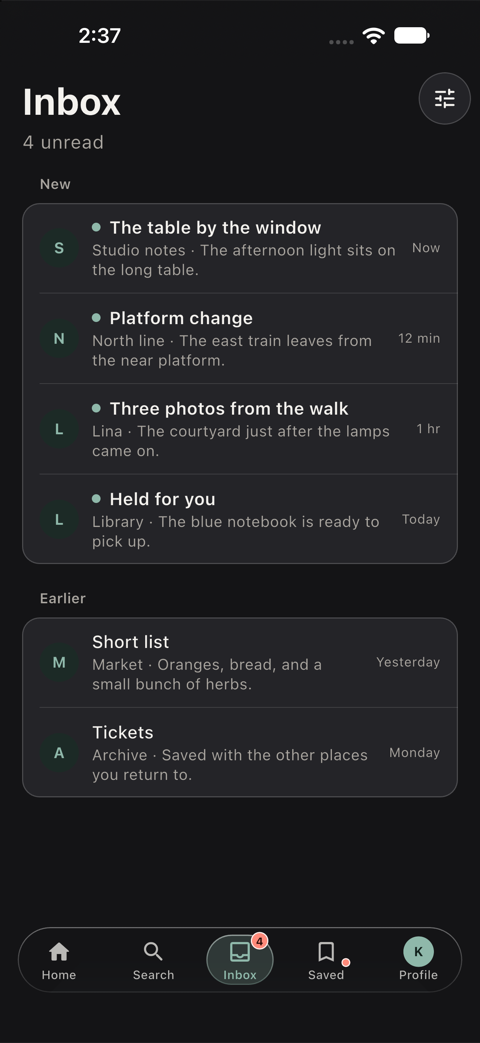 2:37
Inbox
4 unread
New
S
The table by the window
Studio notes · The afternoon light sits on
the long table.
Now
N
Platform change
North line · The east train leaves from
the near platform.
12 min
L
Three photos from the walk
Lina · The courtyard just after the lamps
came on.
1 hr
L
Held for you
Library · The blue notebook is ready to
pick up.
Today
Earlier
M
Short list
Market · Oranges, bread, and a
small bunch of herbs.
Yesterday
A
Tickets
Archive · Saved with the other places
you return to.
Monday
Home
Search
4
Inbox
Saved
K
Profile